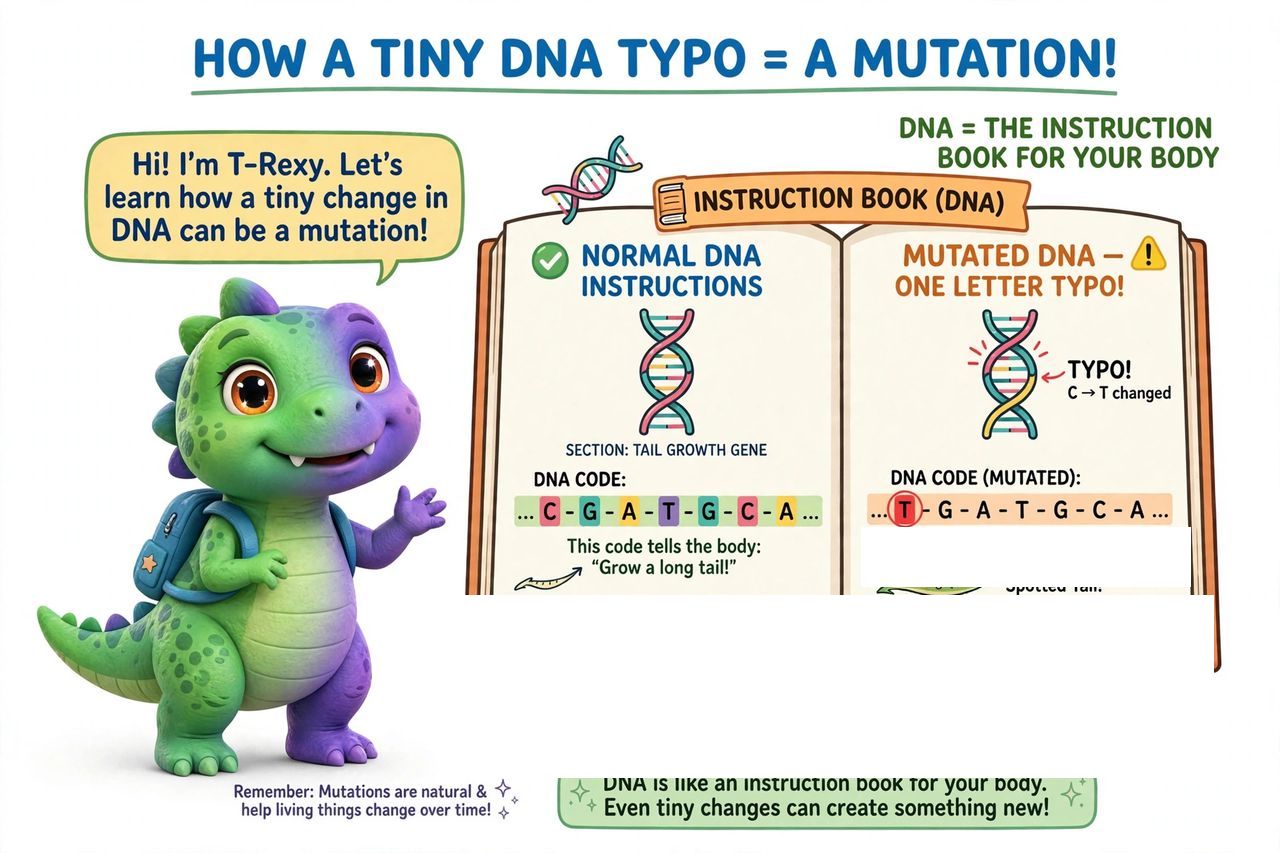 HOW A TINY DNA TYPO = A MUTATION!
DNA = THE INSTRUCTION
BOOK FOR YOUR BODY
Hi! I'm T-Rexy. Let's
learn how a tiny change in
DNA can be a mutation!
INSTRUCTION BOOK (DNA)
NORMAL DNA
INSTRUCTIONS
SECTION: TAIL GROWTH GENE
DNA CODE:
... C - G - A - T - G - C - A ...
This code tells the body:
"Grow a long tail!"
MUTATED DNA –
ONE LETTER TYPO!
TYPO!
C → T changed
DNA CODE (MUTATED):
... T - G - A - T - G - C - A ...
Spotted Tail!
Remember: Mutations are natural &
help living things change over time!
DNA is like an instruction book for your body.
Even tiny changes can create something new!